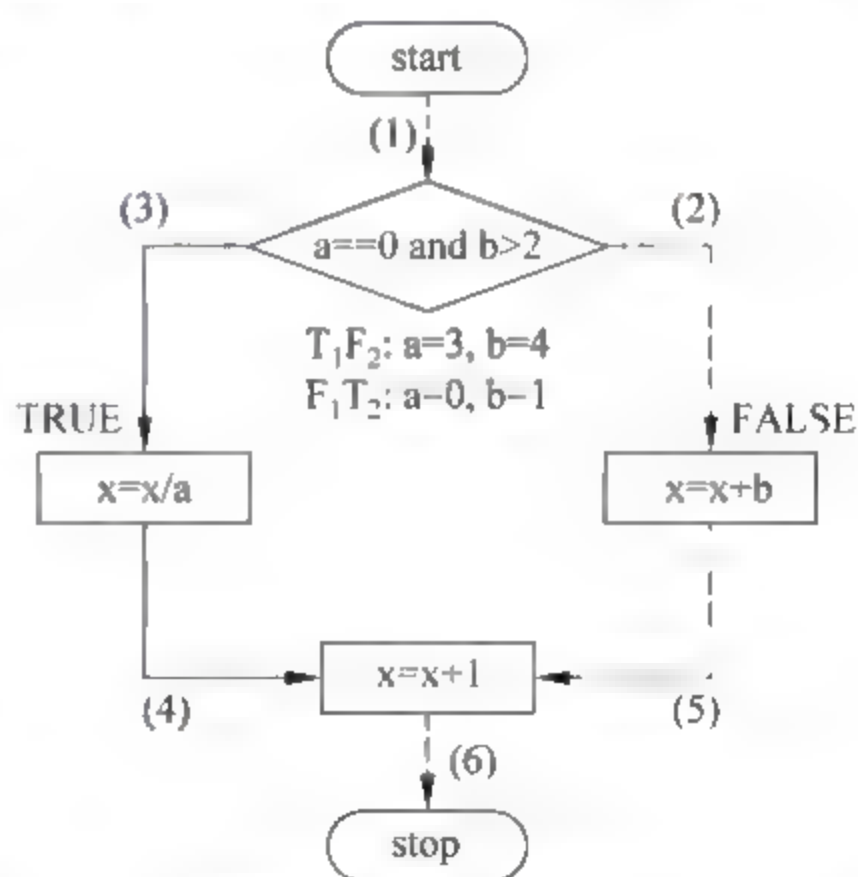 start
(1)
(3)
(2)
a==0 and b>2
T₁F₂: a=3, b=4
F₁T₂: a=0, b=1
TRUE
FALSE
x=x/a
x=x+b
x=x+1
(4)
(5)
(6)
stop